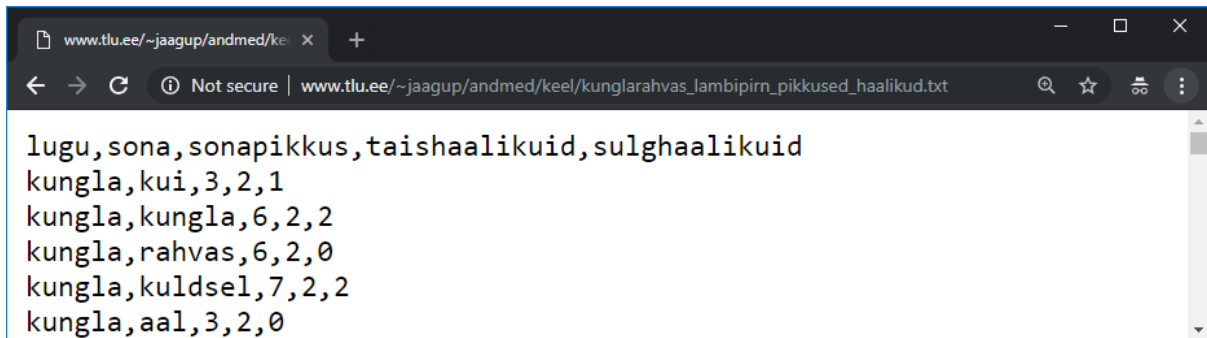 www.tlu.ee/~jaagup/andmed/ke
Not secure | www.tlu.ee/~jaagup/andmed/keel/kunglarahvas_lambipirn_pikkused_haalikud.txt
lugu,sona,sonapikkus,taishaalikuid,sulghaalikuid
kungla,kui,3,2,1
kungla,kungla,6,2,2
kungla,rahvas,6,2,0
kungla,kuldsel,7,2,2
kungla,aal,3,2,0